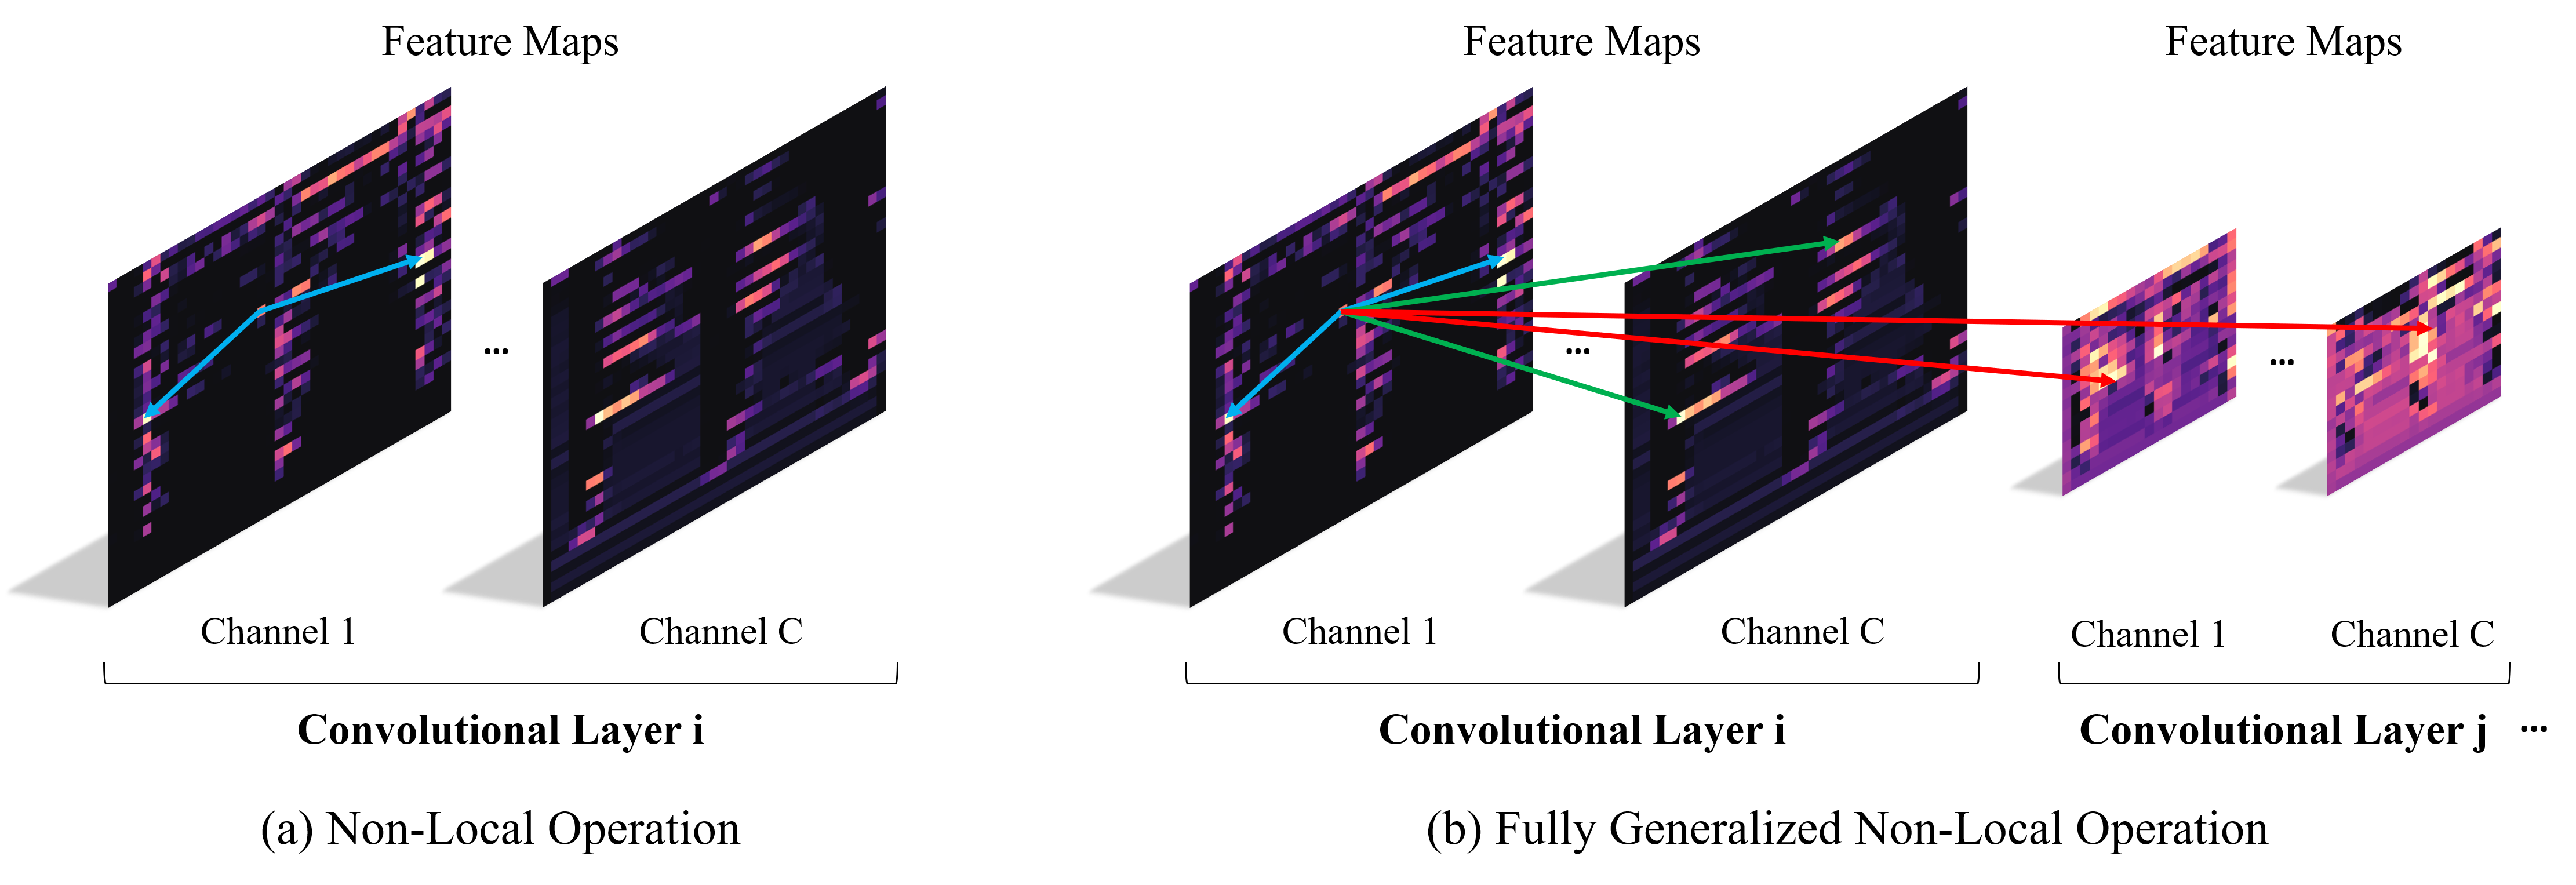 Feature Maps
Feature Maps
Feature Maps
...
...
...
Channel 1
Channel C
Channel 1
Channel C
Channel 1
Channel C
Convolutional Layer i
Convolutional Layer i
Convolutional Layer j ...
(a) Non-Local Operation
(b) Fully Generalized Non-Local Operation